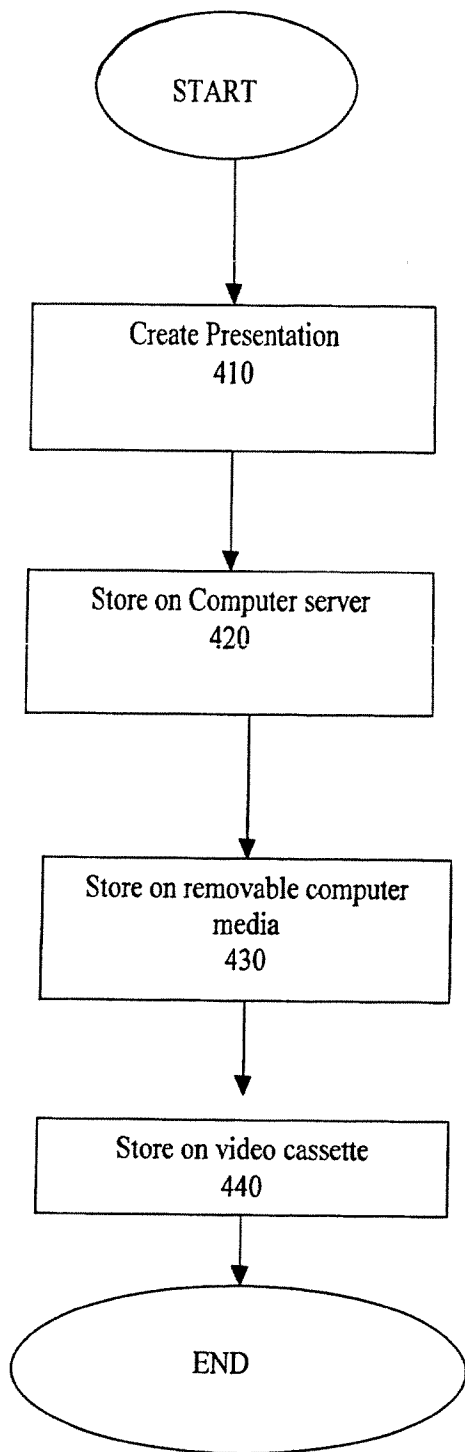 START
Create Presentation
410
Store on Computer server
420
Store on removable computer
media
430
Store on video cassette
440
END